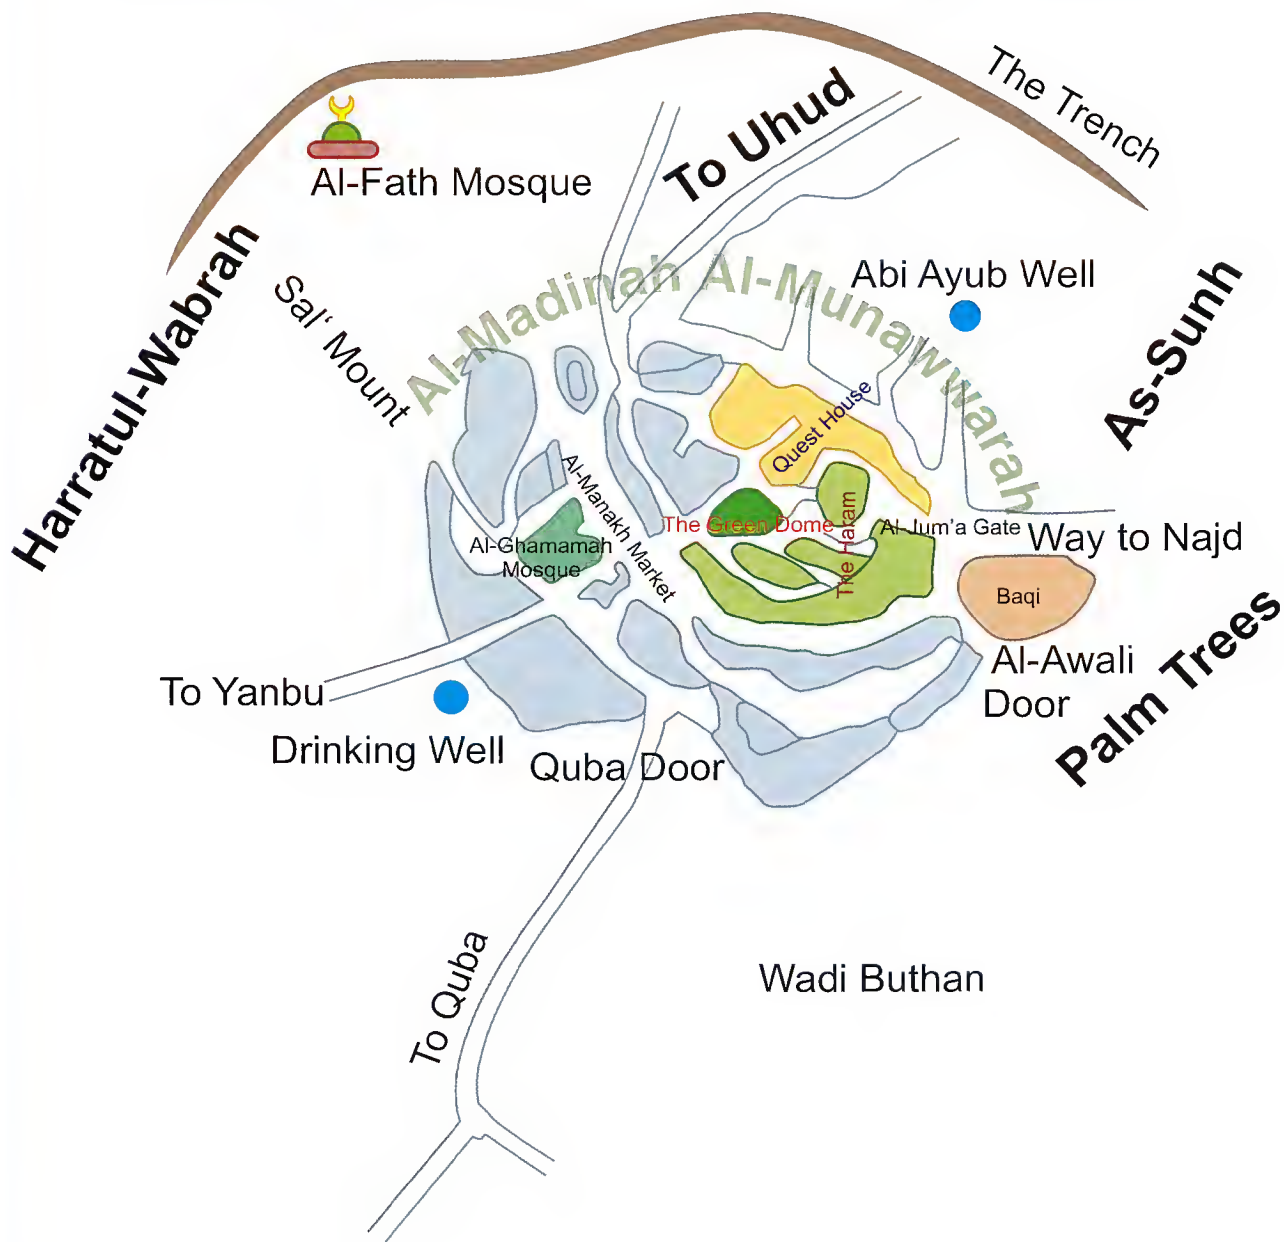 The Trench
To Uhud
Al-Fath Mosque
Harratul-Wabrah
Sal‘ Mount
Al-Madinah Al-Munawwarah
Abi Ayub Well
As-Sunh
Quest House
Al-Manakh Market
The Green Dome
The Haram
Al-Jum’a Gate
Way to Najd
Al-Ghamamah
Mosque
Baqi
Palm Trees
Al-Awali
Door
To Yanbu
Drinking Well
Quba Door
To Quba
Wadi Buthan